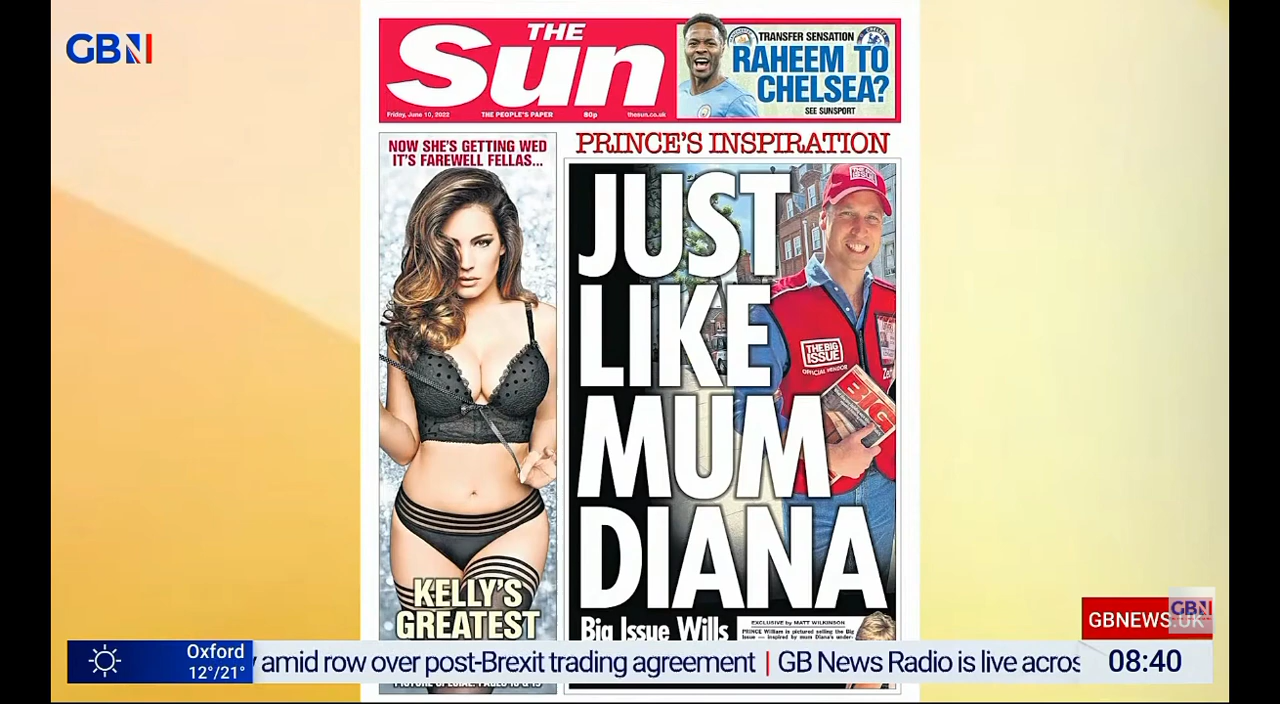 GBN
THE
Sun
Friday, June 10, 2022
THE PEOPLE'S PAPER
60p
thesun.co.uk
TRANSFER SENSATION
RAHEEM TO
CHELSEA?
SEE SUNSPORT
NOW SHE'S GETTING WED
IT'S FAREWELL FELLAS...
KELLY'S
GREATEST
PRINCE'S INSPIRATION
JUST
LIKE
MUM
DIANA
THE BIG
ISSUE
OFFICIAL VENDOR
BIG
Big Issue Wills
EXCLUSIVE by MATT WILKINSON
PRINCE William is pictured selling the Big
Issue — inspired by mum Diana's under-
GBNEWS.UK
GBN
Oxford
12°/21°
y amid row over post-Brexit trading agreement | GB News Radio is live acros
08:40